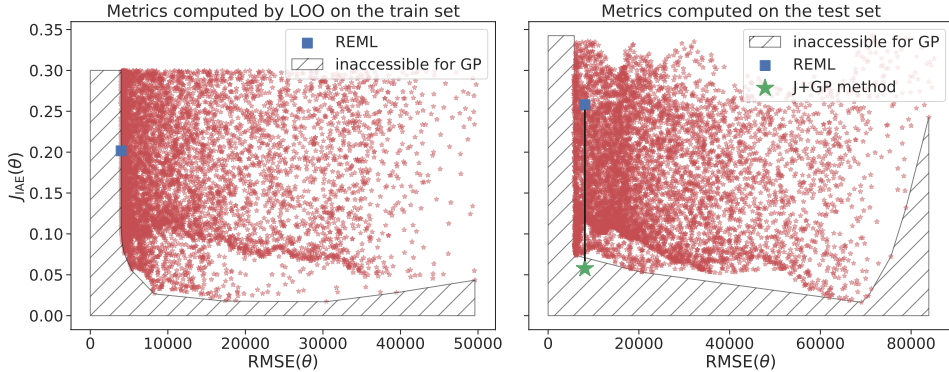 Metrics computed by LOO on the train set
REML
inaccessible for GP
0.35
0.30
0.25
0.20
0.15
0.10
0.05
0.00
J_IAE(θ)
0 10000 20000 30000 40000 50000
RMSE(θ)
Metrics computed on the test set
inaccessible for GP
REML
J+GP method
0 20000 40000 60000 80000
RMSE(θ)